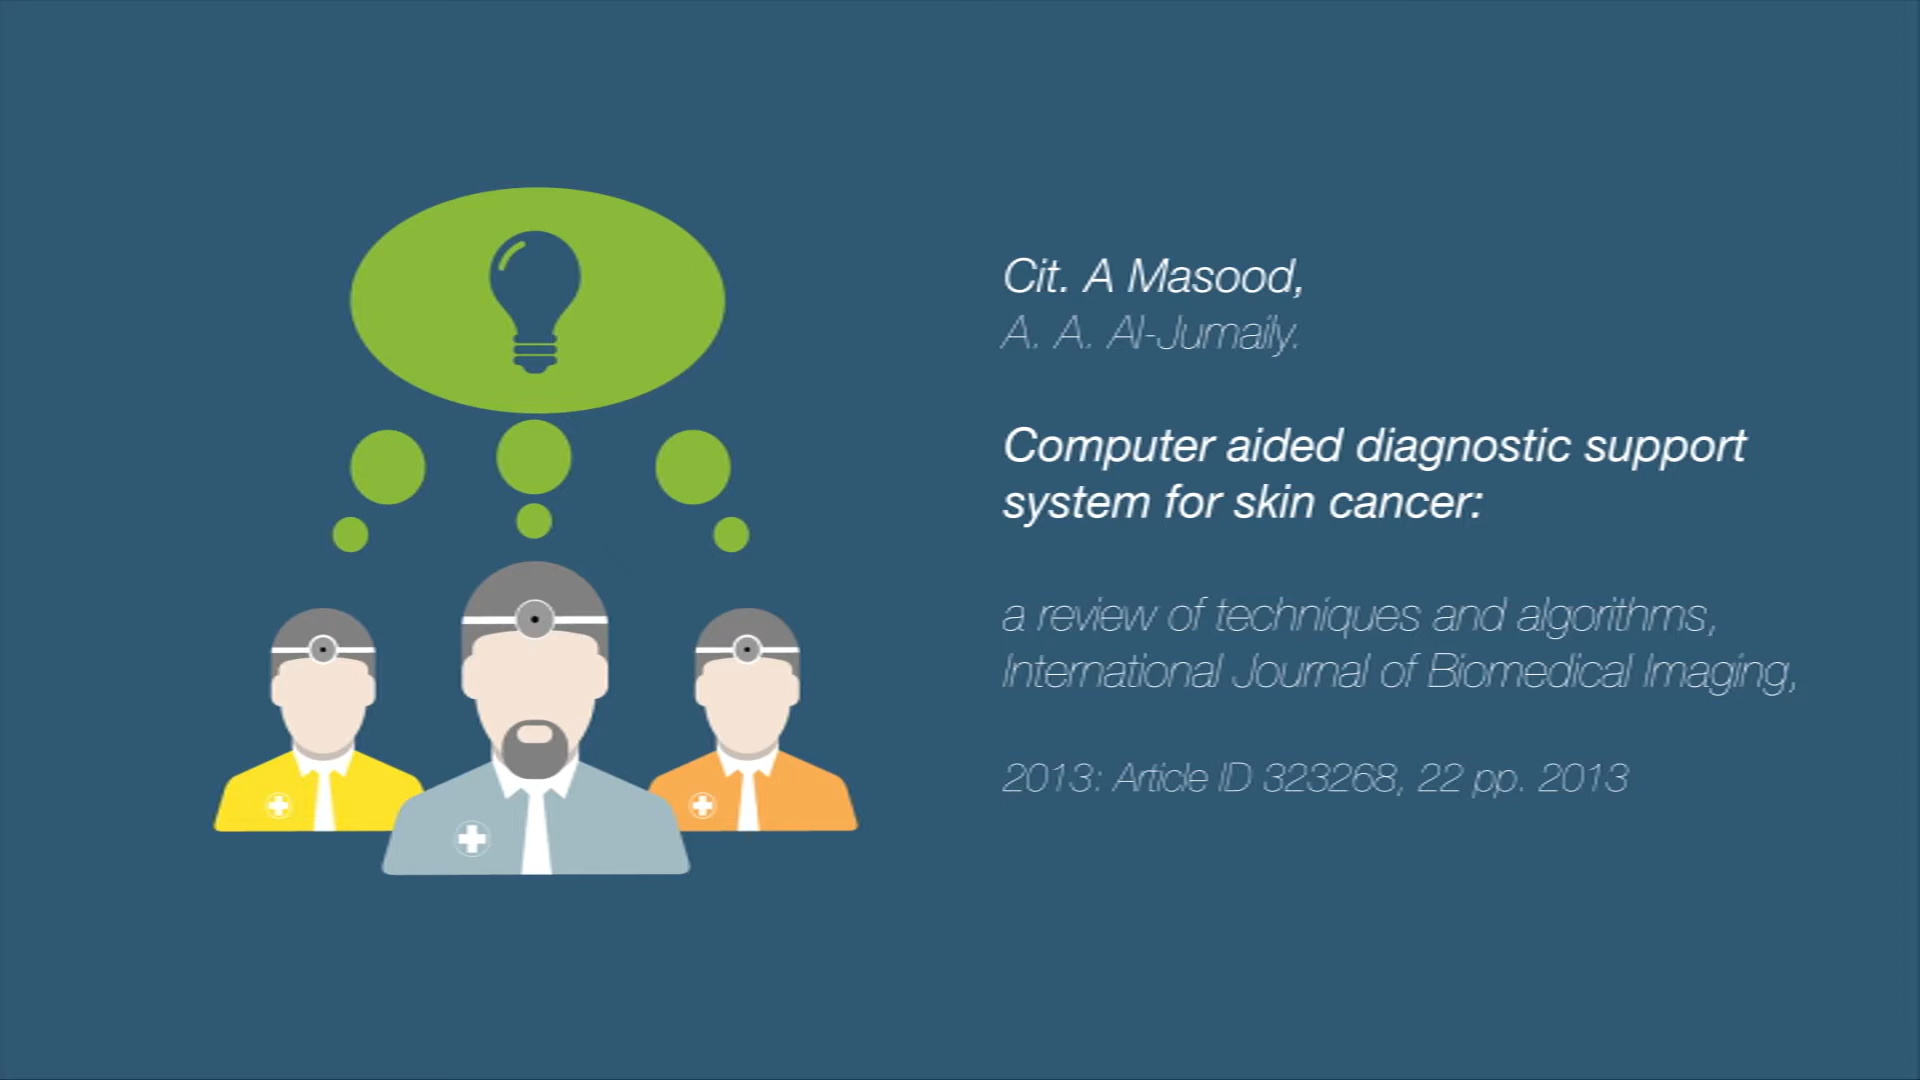 Cit. A Masood,
A. A. Al-Jumaily.
Computer aided diagnostic support
system for skin cancer:
a review of techniques and algorithms,
International Journal of Biomedical Imaging,
2013: Article ID 323268, 22 pp. 2013